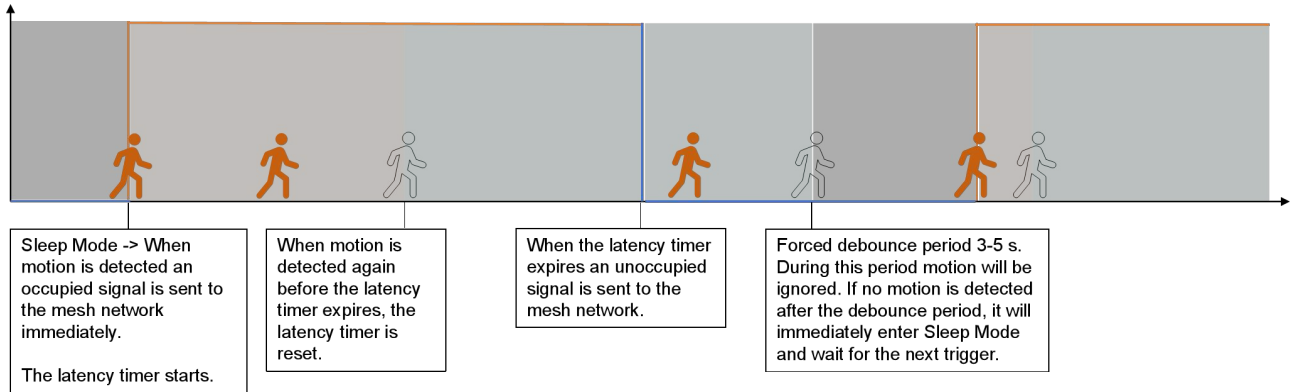 Sleep Mode -> When
motion is detected an
occupied signal is sent to
the mesh network
immediately.
The latency timer starts.
When motion is
detected again
before the latency
timer expires, the
latency timer is
reset.
When the latency timer
expires an unoccupied
signal is sent to the
mesh network.
Forced debounce period 3-5 s.
During this period motion will be
ignored. If no motion is detected
after the debounce period, it will
immediately enter Sleep Mode
and wait for the next trigger.